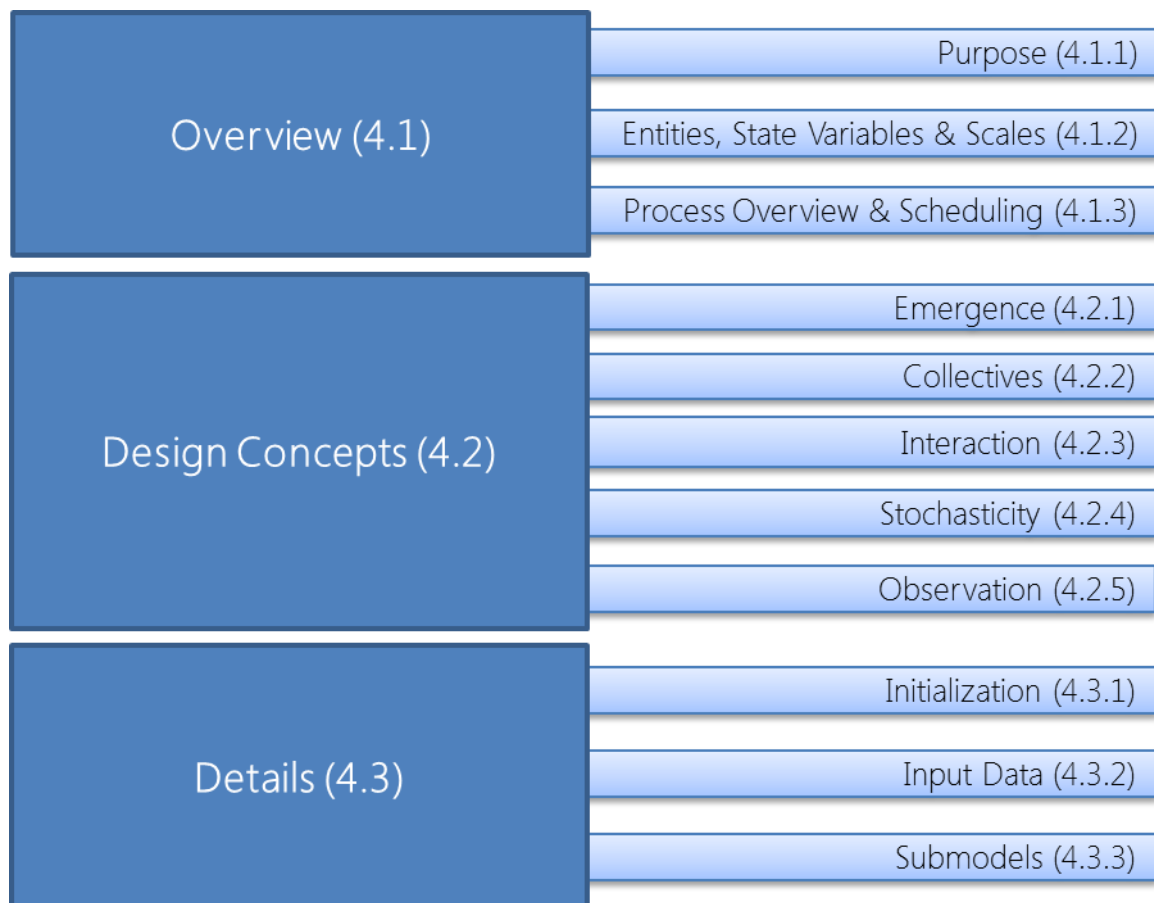 Overview (4.1)
Purpose (4.1.1)
Entities, State Variables & Scales (4.1.2)
Process Overview & Scheduling (4.1.3)
Design Concepts (4.2)
Emergence (4.2.1)
Collectives (4.2.2)
Interaction (4.2.3)
Stochasticity (4.2.4)
Observation (4.2.5)
Details (4.3)
Initialization (4.3.1)
Input Data (4.3.2)
Submodels (4.3.3)